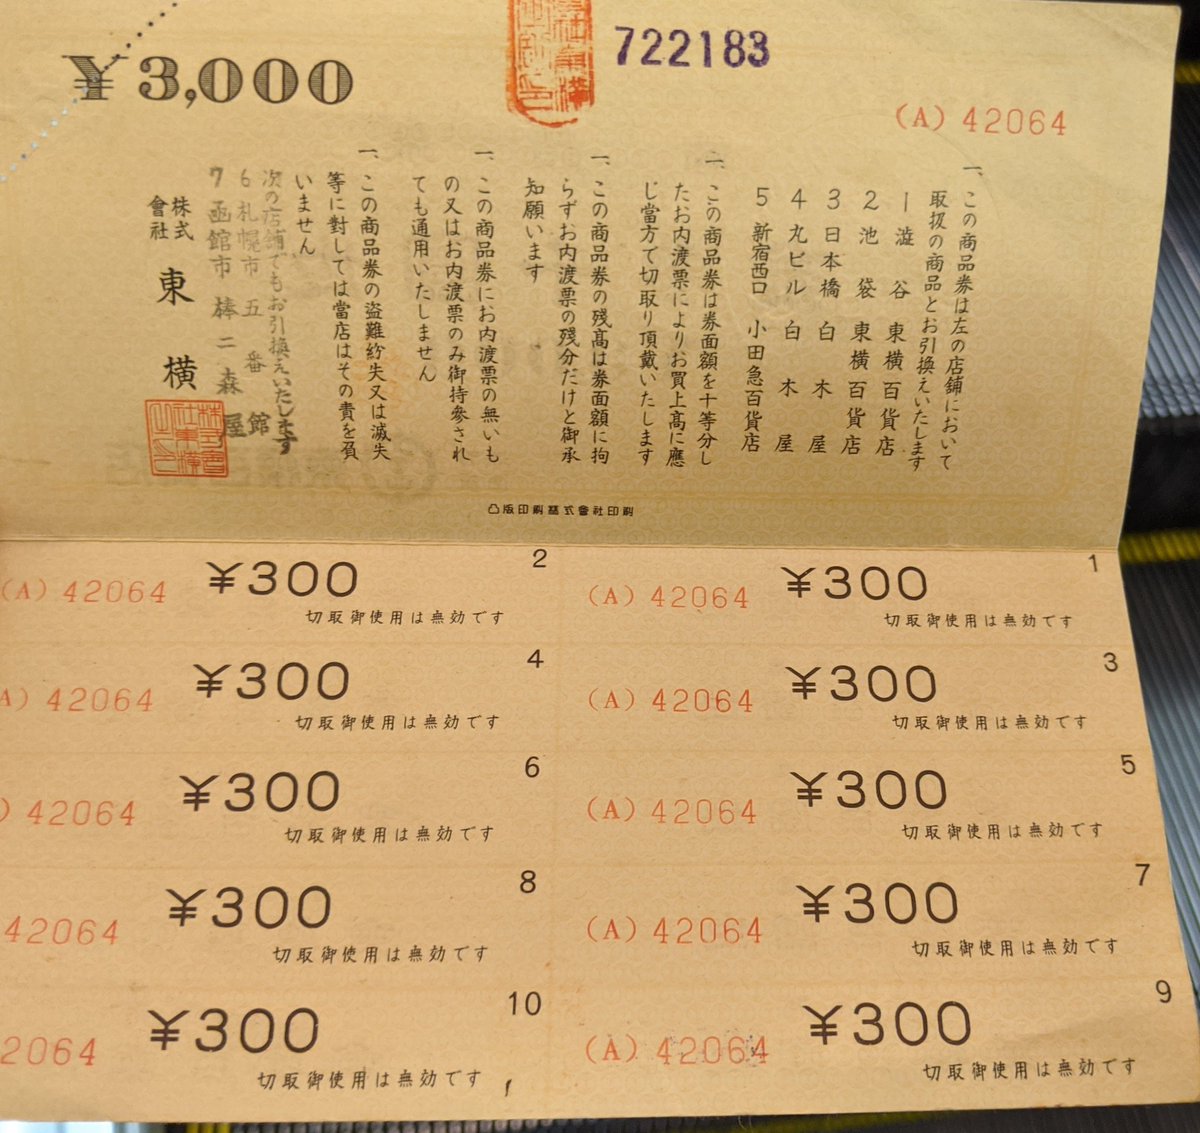 ¥3,000
722183
(A) 42064
一、この商品券は左の店舗において
取扱の商品とお引換えいたします
1 澁谷 東横百貨店
2 池袋 東横百貨店
3 日本橋 白木屋
4 丸ビル 白木屋
5 新宿西口 小田急百貨店
一、この商品券は券面額を十等分し
たお内渡票によりお買上高に應
じ當方で切取り頂戴いたします
一、この商品券の残髙は券面額に拘
らずお内渡票の残分だけと御承
知願います
一、この商品券にお内渡票の無いも
の又はお内渡票のみ御持参され
ても通用いたしません
一、この商品券の盗難紛失又は滅失
等に対しては當店はその責を負
いません
次の店舗でもお引換えいたします
6 札幌市 五番館
7 函館市 棒二森屋
株式會社 東横
凸版印刷株式會社印刷
(A) 42064 ¥300 2
切取御使用は無効です
(A) 42064 ¥300 1
切取御使用は無効です
A) 42064 ¥300 4
切取御使用は無効です
(A) 42064 ¥300 3
切取御使用は無効です
) 42064 ¥300 6
切取御使用は無効です
(A) 42064 ¥300 5
切取御使用は無効です
42064 ¥300 8
切取御使用は無効です
(A) 42064 ¥300 7
切取御使用は無効です
2064 ¥300 10
切取御使用は無効です
(A) 42064 ¥300 9
切取御使用は無効です